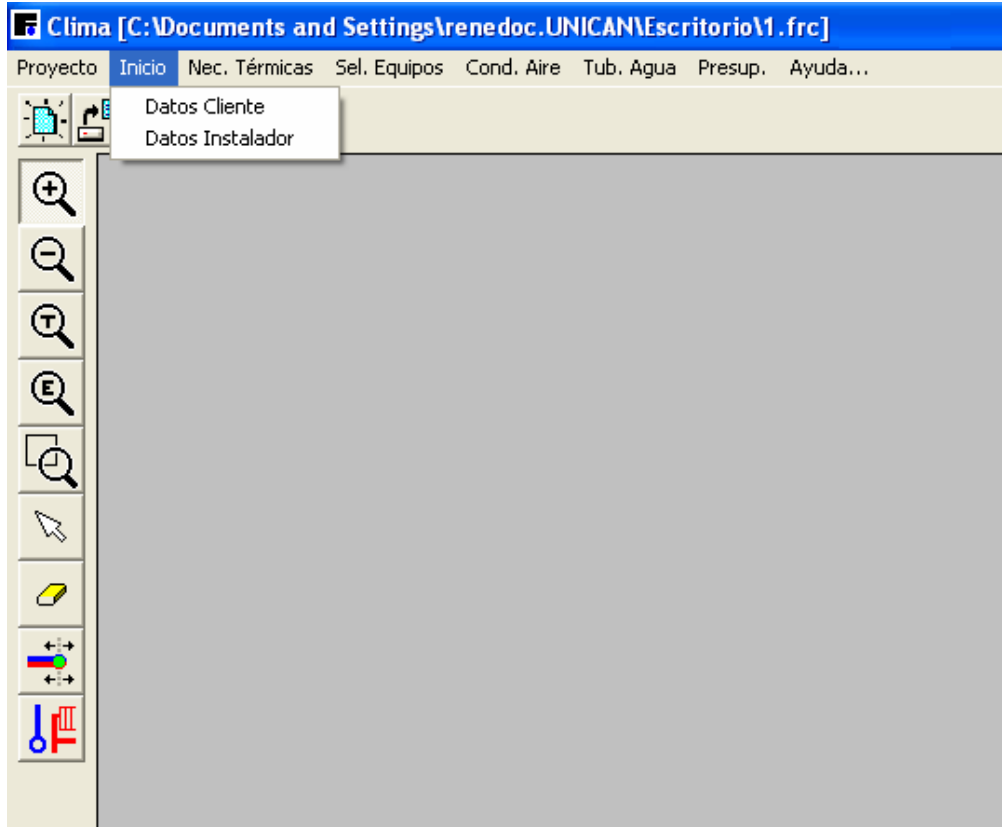 Clima [C:\Documents and Settings\renedoc.UNICAN\Escritorio\1.frc]
Proyecto Inicio Nec. Térmicas Sel. Equipos Cond. Aire Tub. Agua Presup. Ayuda...
Datos Cliente
Datos Instalador
T
E